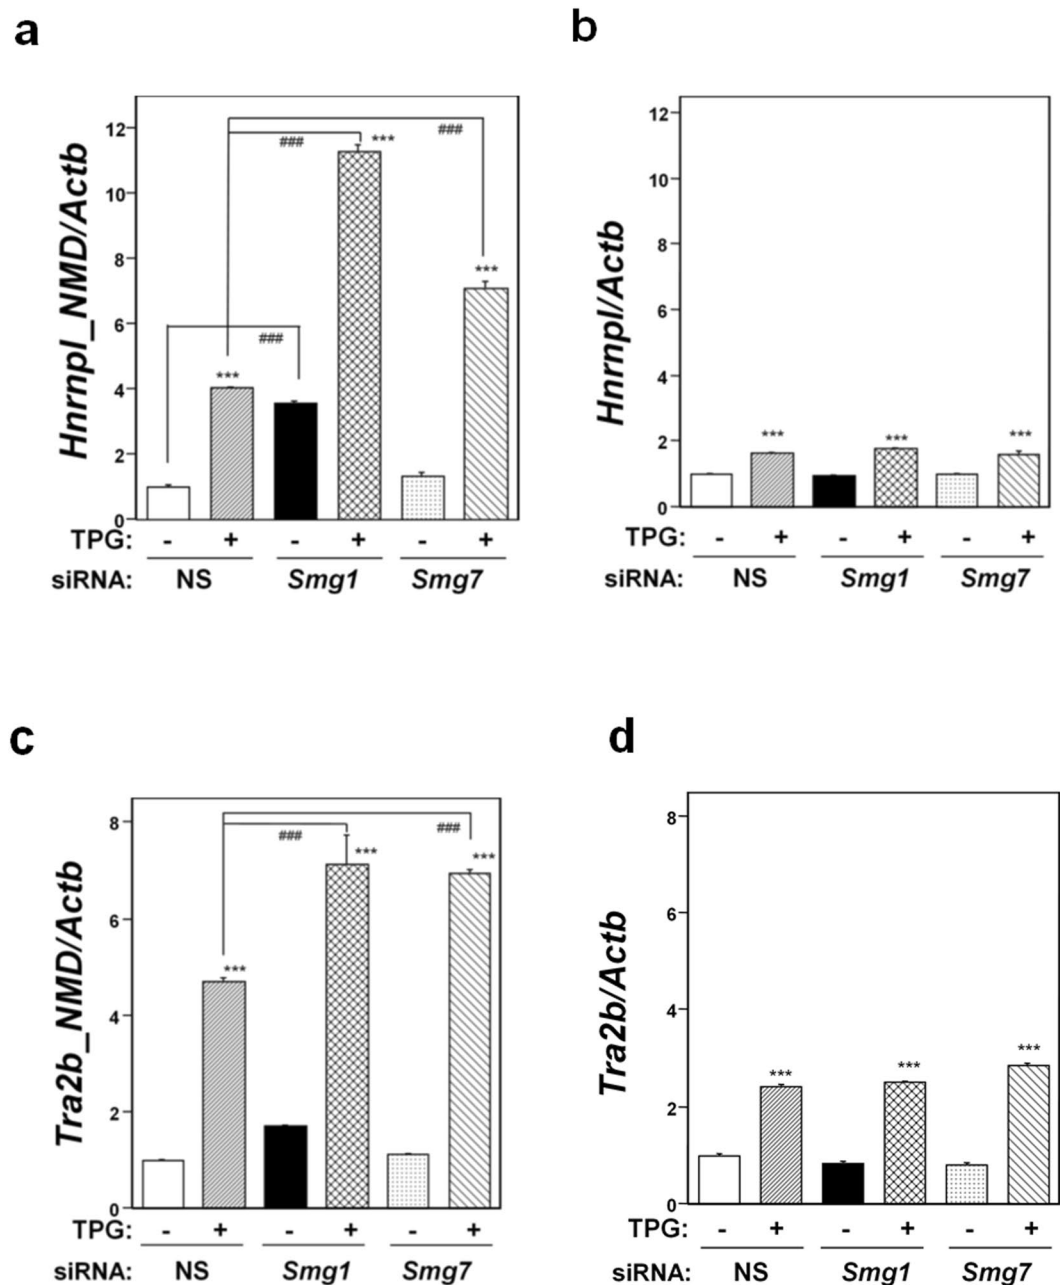 a
Hnrnpl_NMD/Actb
12
10
8
6
4
2
0
###
***
###
***
###
***
TPG: - + - + - +
siRNA: NS Smg1 Smg7
b
Hnrnpl/Actb
12
10
8
6
4
2
0
*** *** ***
TPG: - + - + - +
siRNA: NS Smg1 Smg7
c
Tra2b_NMD/Actb
8
6
4
2
0
###
###
***
***
***
TPG: - + - + - +
siRNA: NS Smg1 Smg7
d
Tra2b/Actb
8
6
4
2
0
*** *** ***
TPG: - + - + - +
siRNA: NS Smg1 Smg7